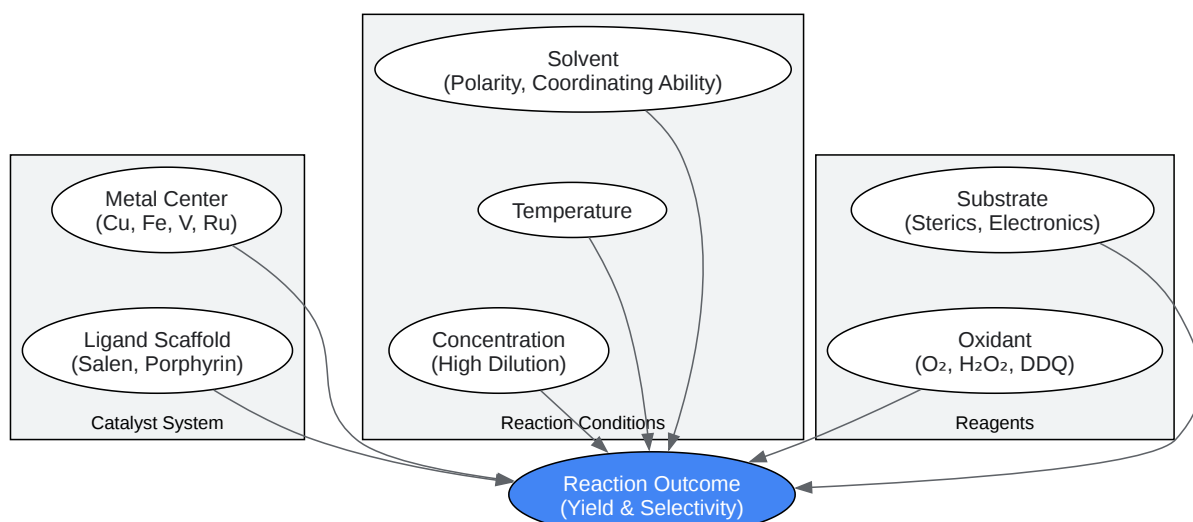 Solvent
(Polarity, Coordinating Ability)
Metal Center
(Cu, Fe, V, Ru)
Temperature
Substrate
(Sterics, Electronics)
Ligand Scaffold
(Salen, Porphyrin)
Concentration
(High Dilution)
Oxidant
(O₂, H₂O₂, DDQ)
Catalyst System
Reaction Conditions
Reagents
Reaction Outcome
(Yield & Selectivity)